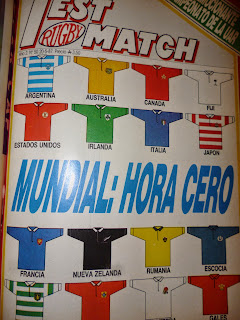 TEST
RUGBY
MATCH
ARGENTINA
AUSTRALIA
CANADA
FIJI
ESTADOS UNIDOS
IRLANDA
ITALIA
JAPON
MUNDIAL: HORA CERO
FRANCIA
NUEVA ZELANDA
RUMANIA
ESCOCIA
GALES